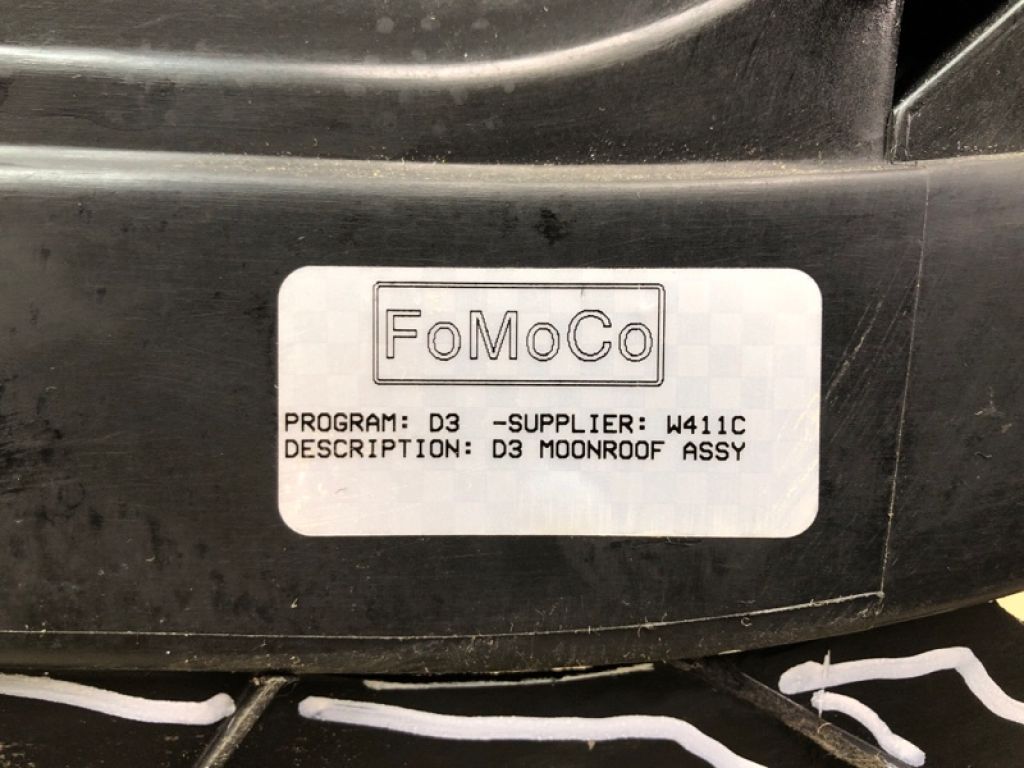 FoMoCo
PROGRAM: D3 -SUPPLIER: W411C
DESCRIPTION: D3 MOONROOF ASSY